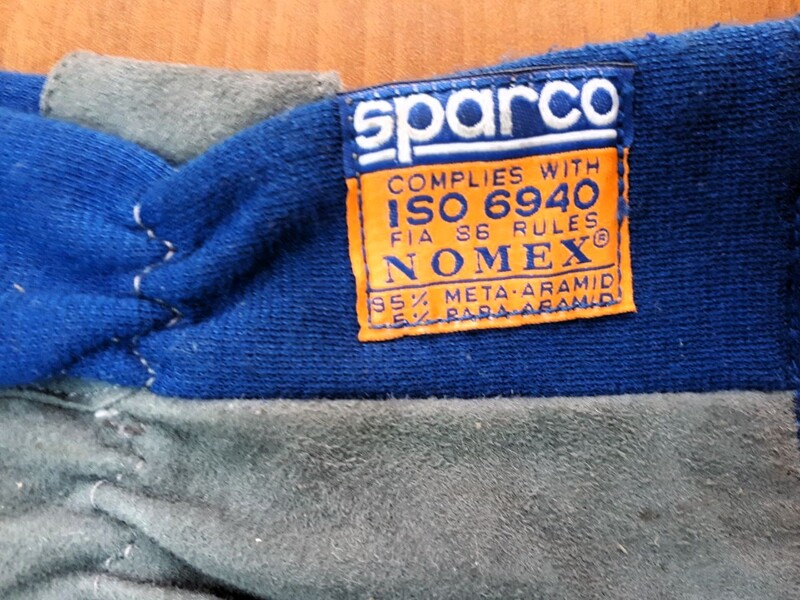 sparco
COMPLIES WITH
ISO 6940
FIA 86 RULES
NOMEX®
95% META-ARAMID
5% PARA-ARAMID